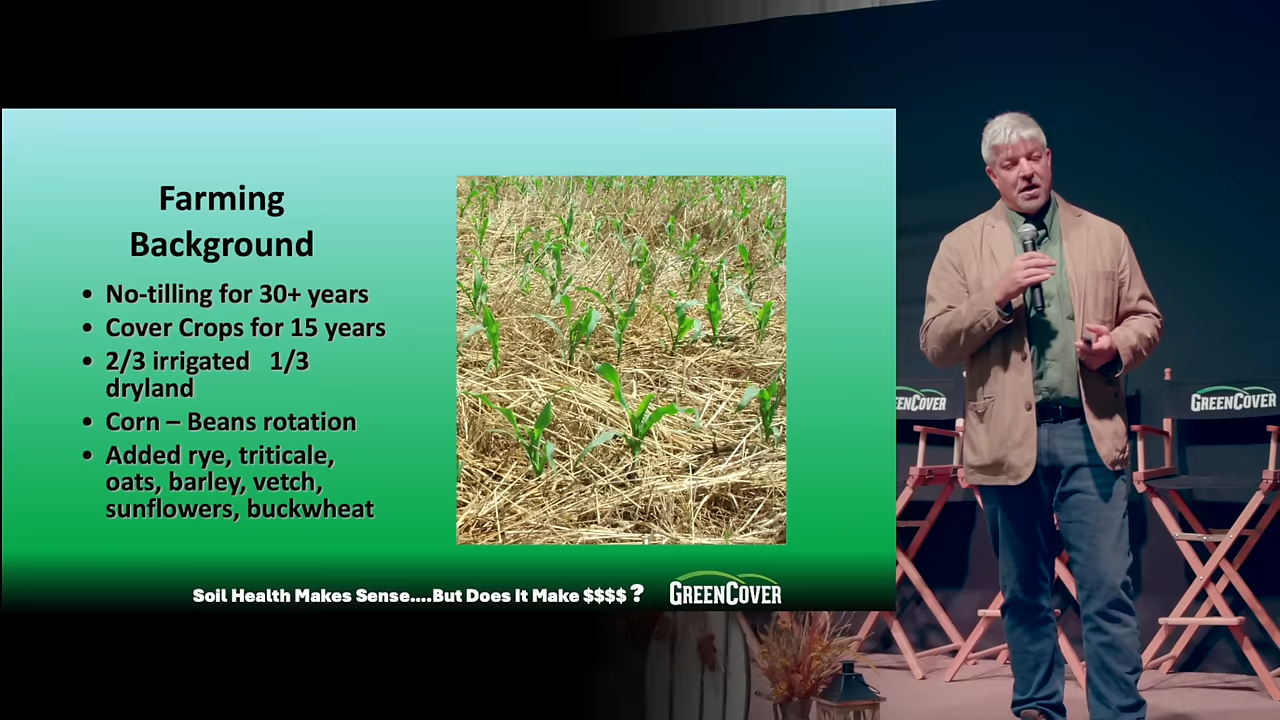 Farming
Background
• No-tilling for 30+ years
• Cover Crops for 15 years
• 2/3 irrigated 1/3
dryland
• Corn – Beans rotation
• Added rye, triticale,
oats, barley, vetch,
sunflowers, buckwheat
Soil Health Makes Sense....But Does It Make $$$$ ?
GREENCOVER
GREENCOVER
GREENCOVER